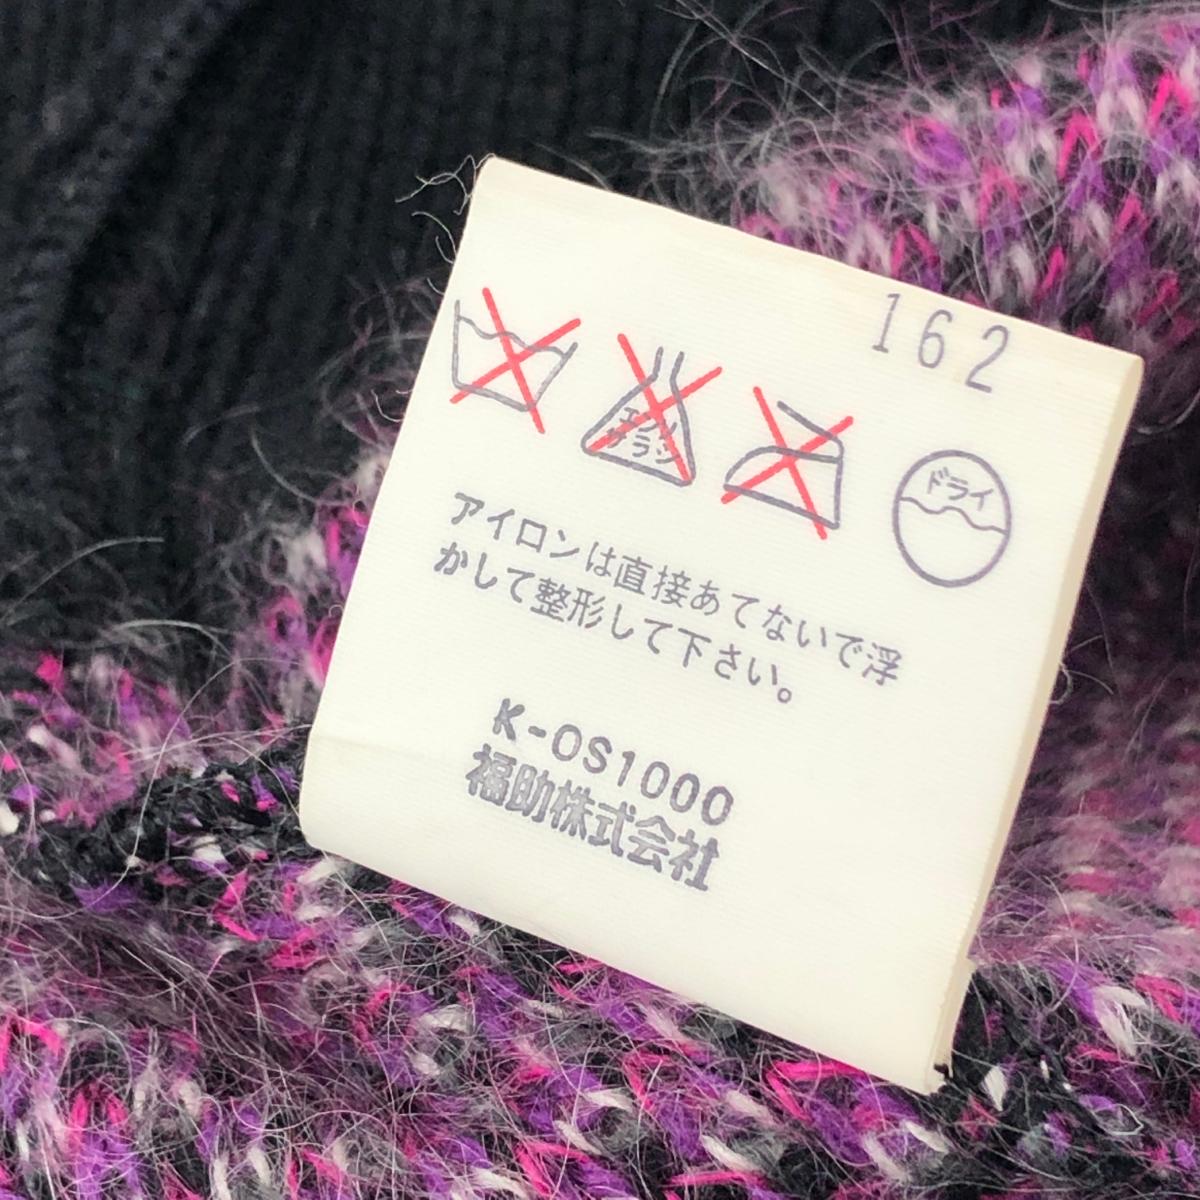 162
エンソ
サラシ
ドライ
アイロンは直接あてないで浮
かして整形して下さい。
K-OS1000
福助株式会社